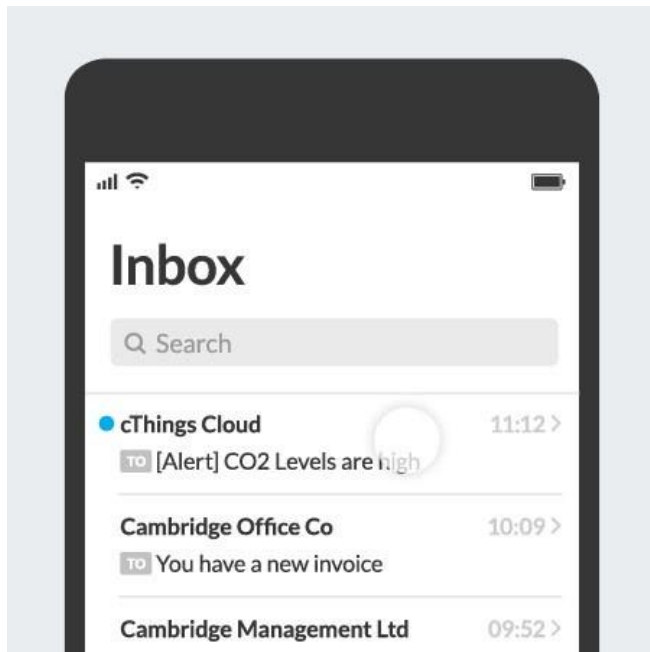 Inbox
Search
cThings Cloud 11:12
TO [Alert] CO2 Levels are high
Cambridge Office Co 10:09
TO You have a new invoice
Cambridge Management Ltd 09:52